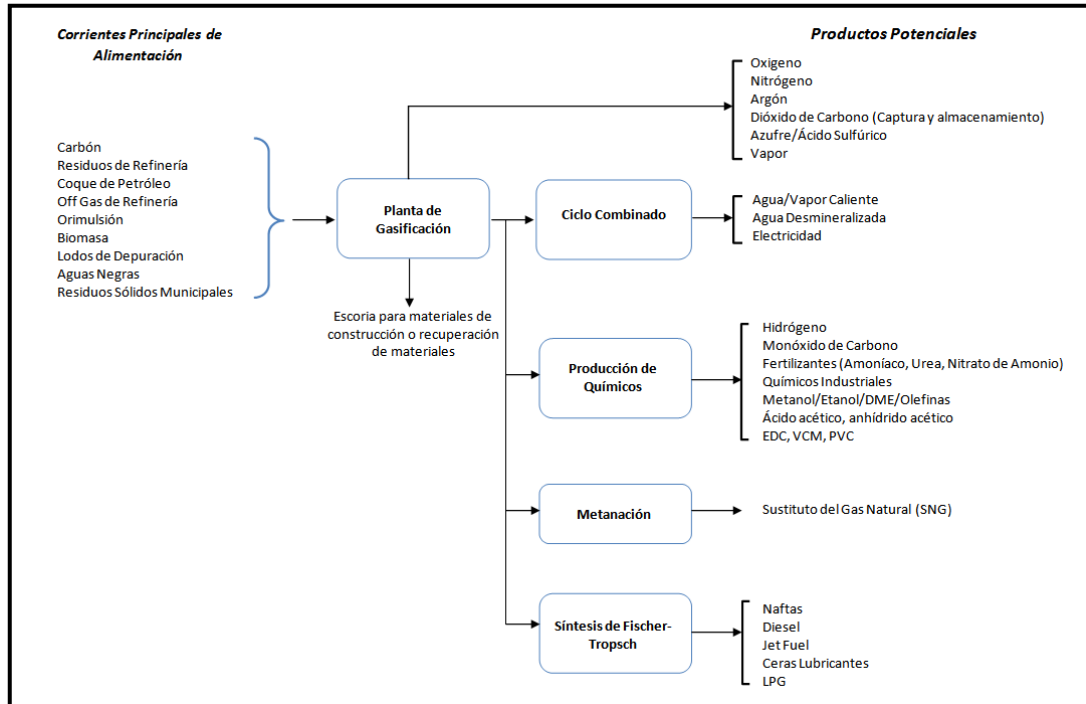 Corrientes Principales de
Alimentación
Productos Potenciales
Oxigeno
Nitrógeno
Argón
Dióxido de Carbono (Captura y almacenamiento)
Azufre/Ácido Sulfúrico
Vapor
Carbón
Residuos de Refinería
Coque de Petróleo
Off Gas de Refinería
Orimulsión
Biomasa
Lodos de Depuración
Aguas Negras
Residuos Sólidos Municipales
Planta de
Gasificación
Ciclo Combinado
Agua/Vapor Caliente
Agua Desmineralizada
Electricidad
Escoria para materiales de
construcción o recuperación
de materiales
Producción de
Químicos
Hidrógeno
Monóxido de Carbono
Fertilizantes (Amoníaco, Urea, Nitrato de Amonio)
Químicos Industriales
Metanol/Etanol/DME/Olefinas
Ácido acético, anhídrido acético
EDC, VCM, PVC
Metanación
Sustituto del Gas Natural (SNG)
Síntesis de Fischer-
Tropsch
Naftas
Diesel
Jet Fuel
Ceras Lubricantes
LPG